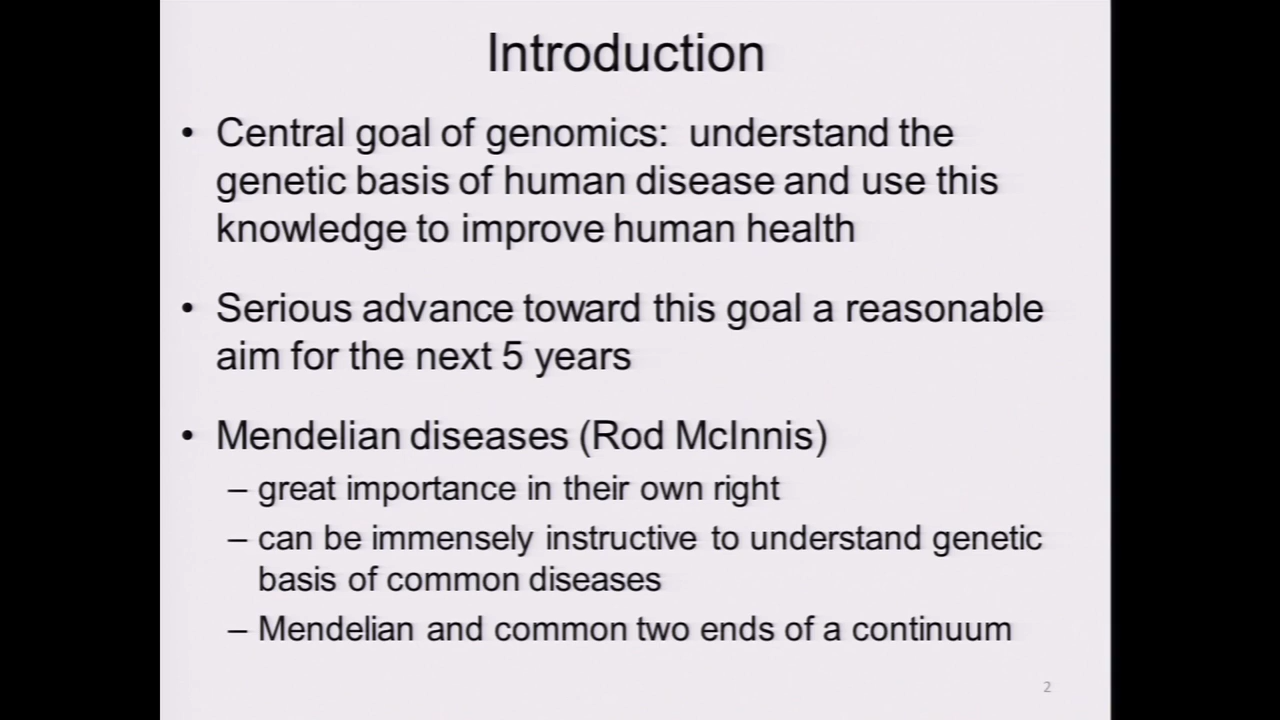 Introduction
• Central goal of genomics: understand the
genetic basis of human disease and use this
knowledge to improve human health
• Serious advance toward this goal a reasonable
aim for the next 5 years
• Mendelian diseases (Rod McInnis)
– great importance in their own right
– can be immensely instructive to understand genetic
basis of common diseases
– Mendelian and common two ends of a continuum
2